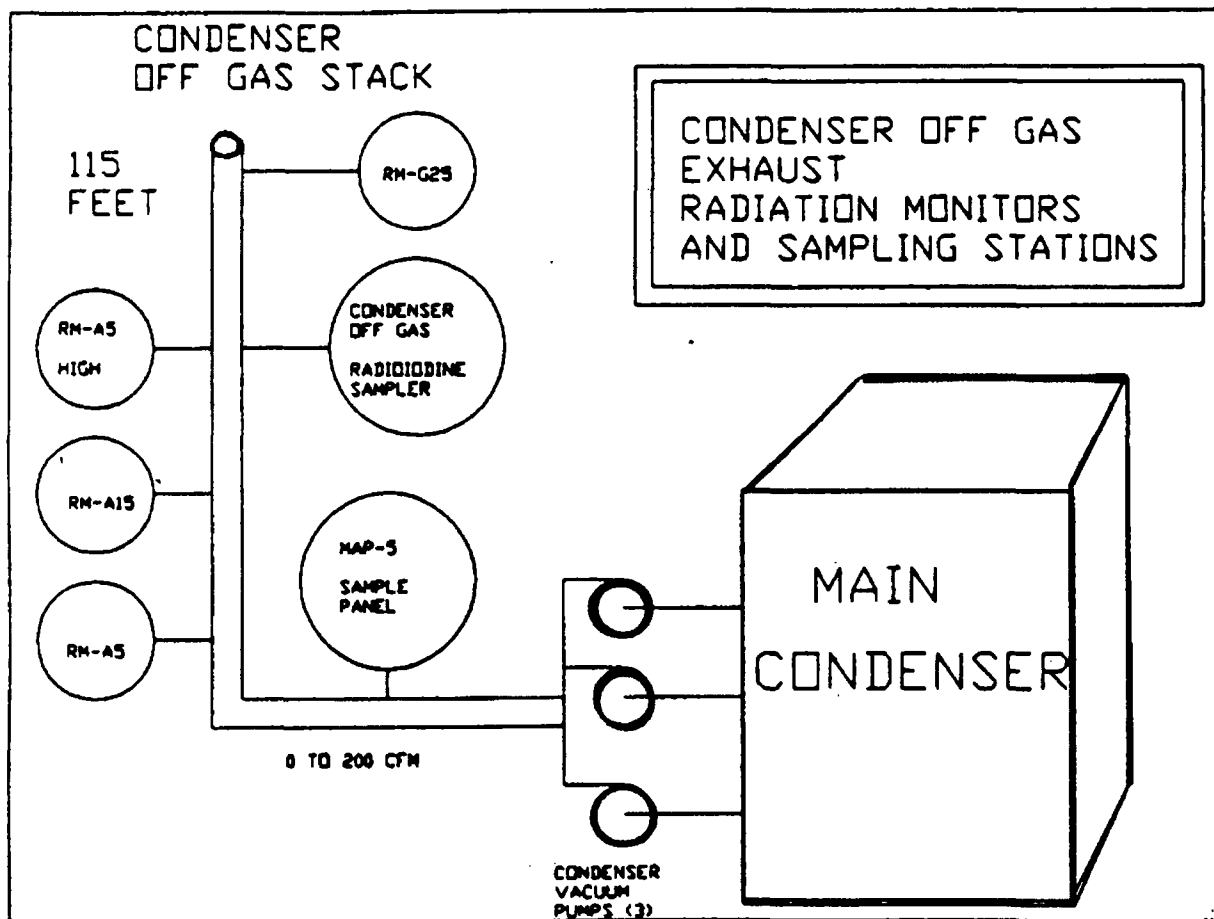 CONDENSER
OFF GAS STACK
115
FEET
RM-G25
CONDENSER OFF GAS
EXHAUST
RADIATION MONITORS
AND SAMPLING STATIONS
RM-A5
HIGH
CONDENSER
OFF GAS
RADIOIODINE
SAMPLER
RM-A15
MAP-5
SAMPLE
PANEL
RM-A5
MAIN
CONDENSER
0 TO 200 CFM
CONDENSER
VACUUM
PUMPS (3)